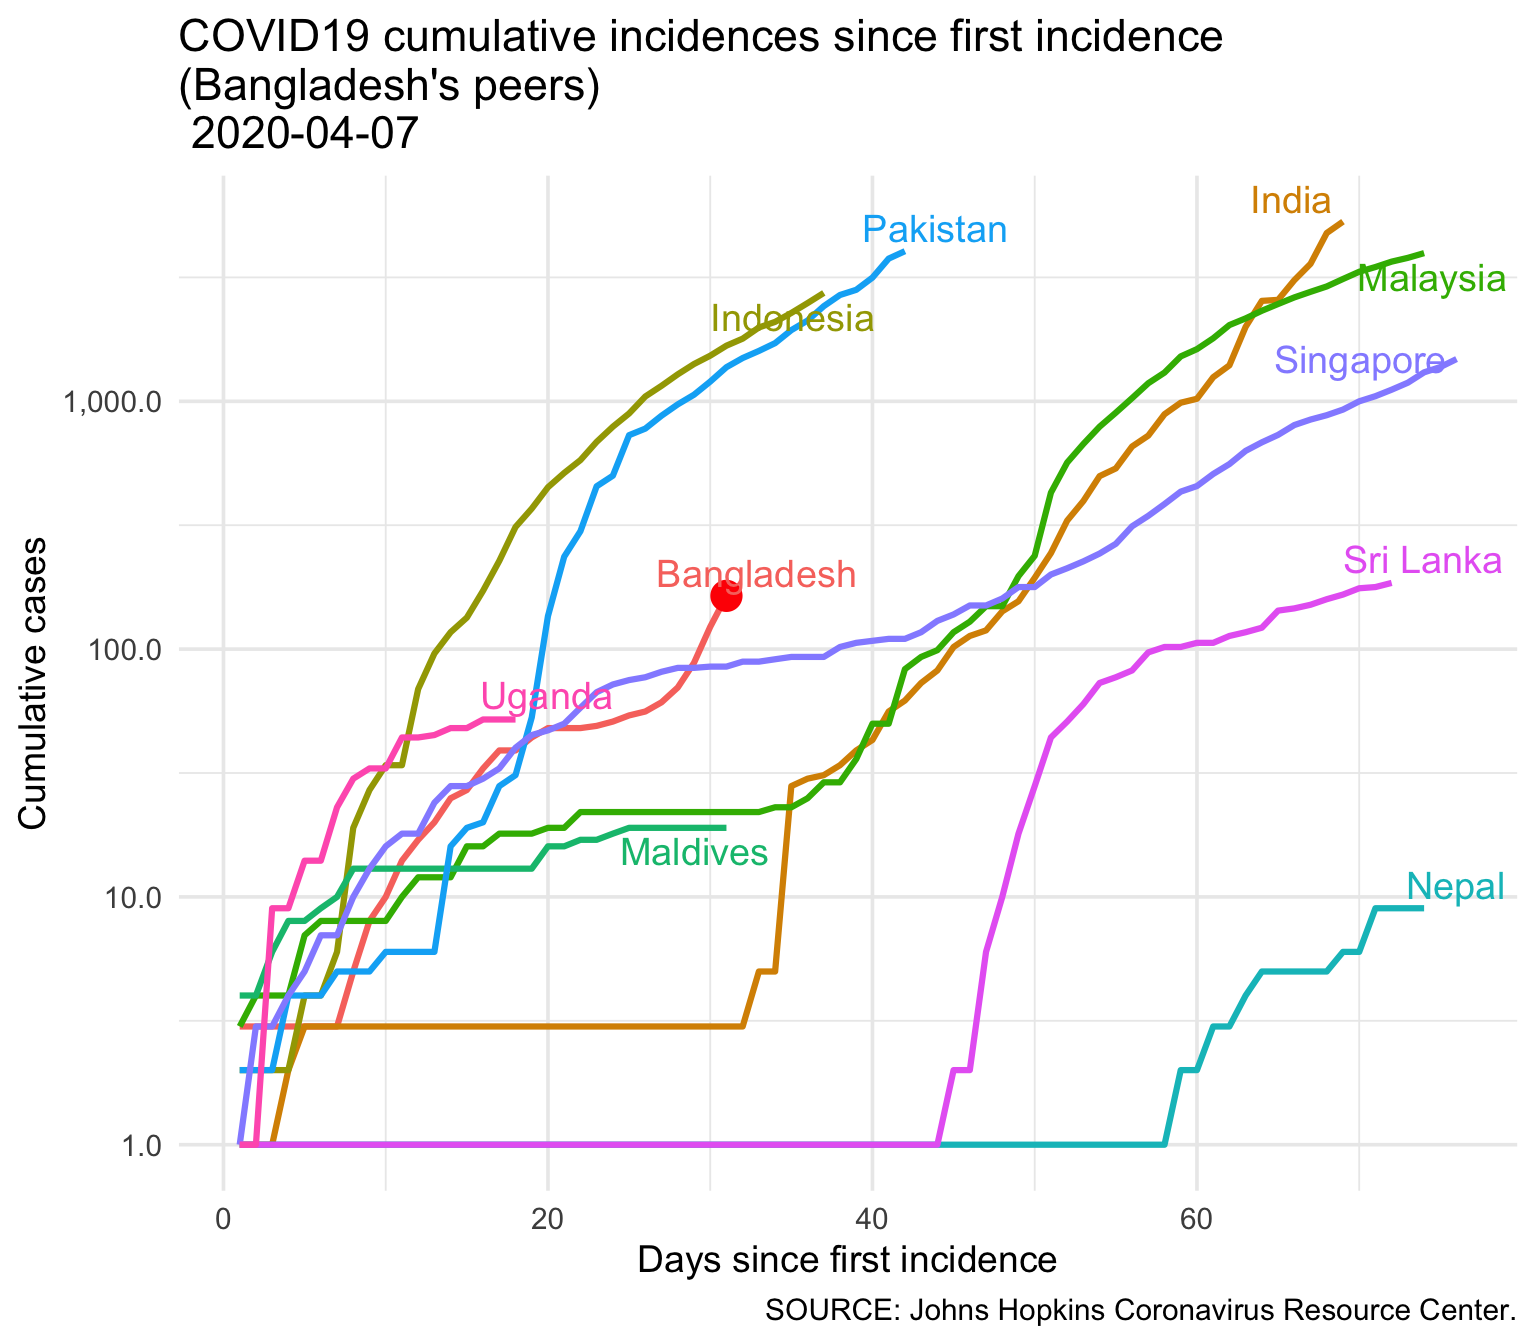 COVID19 cumulative incidences since first incidence
(Bangladesh's peers)
2020-04-07
India
Pakistan
Malaysia
Indonesia
Singapore
1,000.0
Sri Lanka
Bangladesh
100.0
Uganda
Maldives
Nepal
10.0
1.0
Cumulative cases
0 20 40 60
Days since first incidence
SOURCE: Johns Hopkins Coronavirus Resource Center.